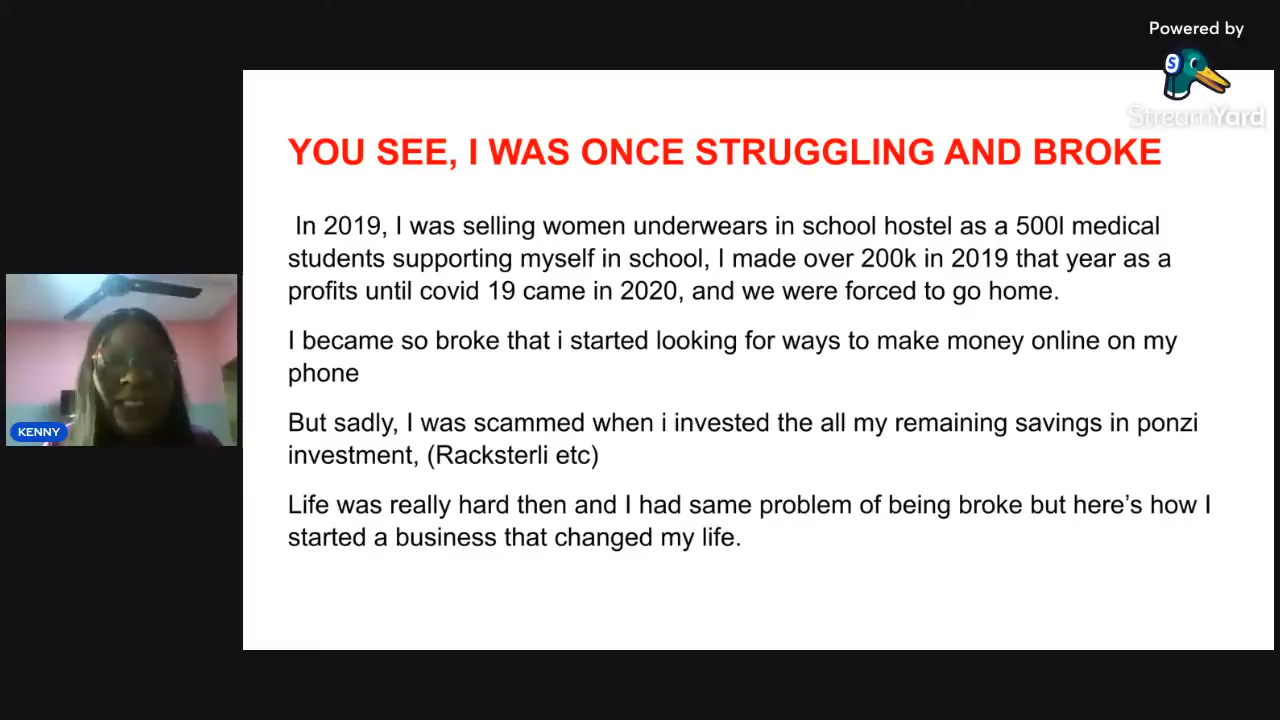 Powered by
S
StreamYard
YOU SEE, I WAS ONCE STRUGGLING AND BROKE
In 2019, I was selling women underwears in school hostel as a 500l medical
students supporting myself in school, I made over 200k in 2019 that year as a
profits until covid 19 came in 2020, and we were forced to go home.
I became so broke that i started looking for ways to make money online on my
phone
But sadly, I was scammed when i invested the all my remaining savings in ponzi
investment, (Racksterli etc)
Life was really hard then and I had same problem of being broke but here’s how I
started a business that changed my life.
KENNY